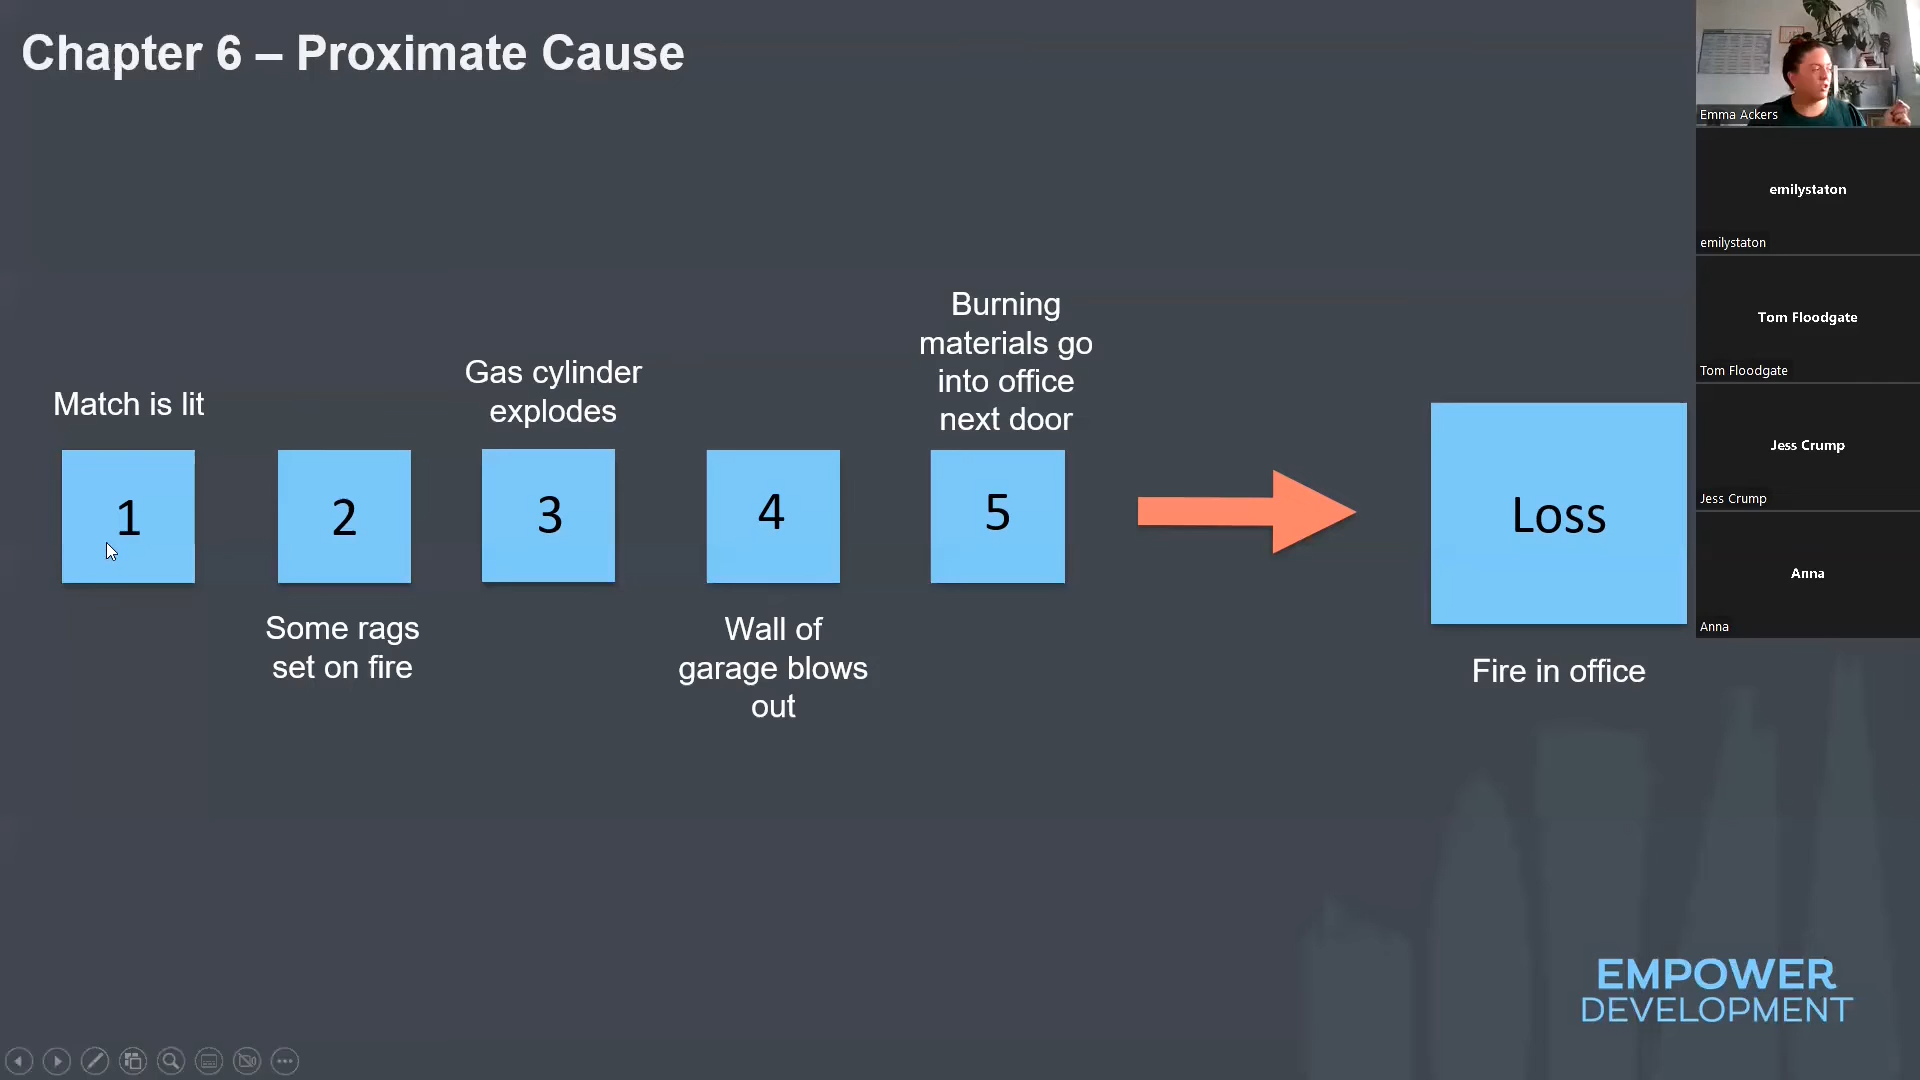 Chapter 6 – Proximate Cause
Match is lit
1
2
Some rags
set on fire
Gas cylinder
explodes
3
4
Wall of
garage blows
out
Burning
materials go
into office
next door
5
Loss
Fire in office
Emma Ackers
emilystaton
emilystaton
Tom Floodgate
Tom Floodgate
Jess Crump
Jess Crump
Anna
Anna
EMPOWER
DEVELOPMENT